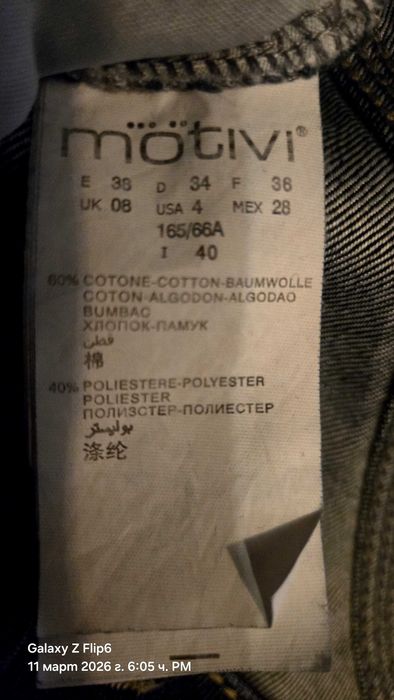 mötivi®
E 38 D 34 F 36
UK 08 USA 4 MEX 28
165/66A
I 40
60% COTONE-COTTON-BAUMWOLLE
COTON-ALGODON-ALGODAO
BUMBAC
ХЛОПОК-ПАМУК
قطن
棉
40% POLIESTERE-POLYESTER
POLIESTER
ПОЛИЭСТЕР-ПОЛИЕСТЕР
بوليستر
涤纶
Galaxy Z Flip6
11 март 2026 г. 6:05 ч. PM